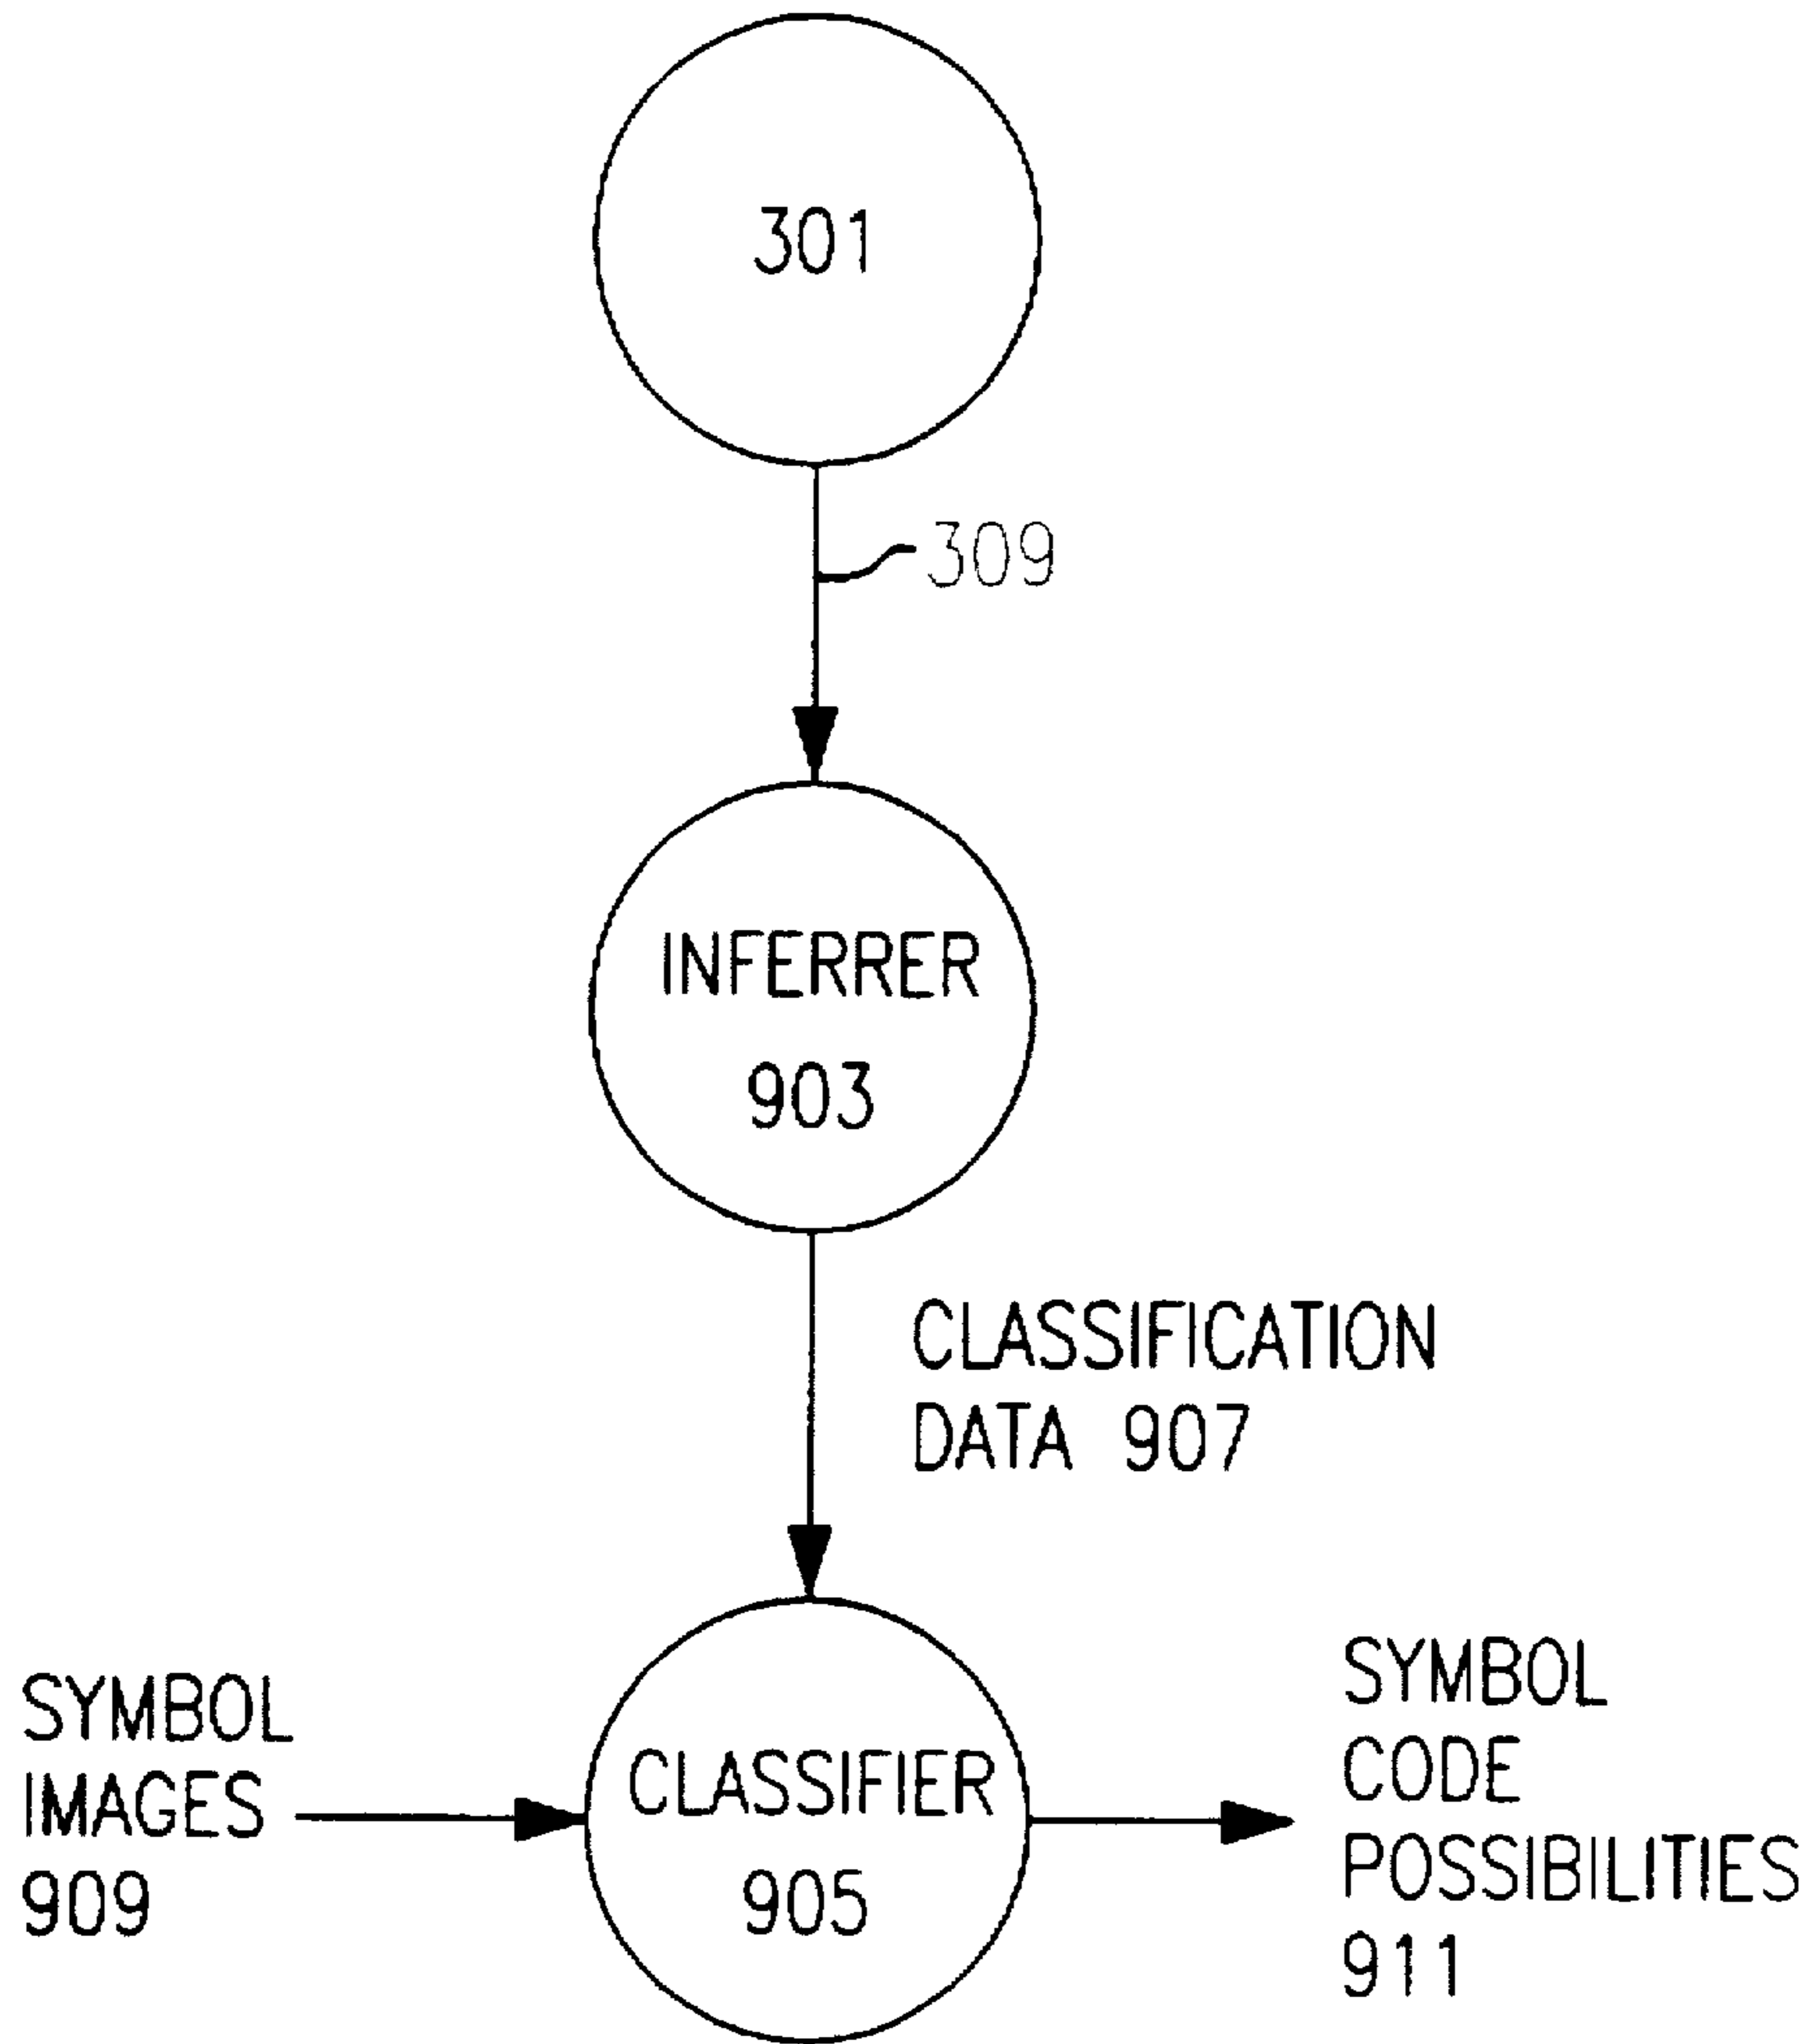 301
309
INFERRER
903
CLASSIFICATION
DATA 907
SYMBOL
IMAGES
909
CLASSIFIER
905
SYMBOL
CODE
POSSIBILITIES
911